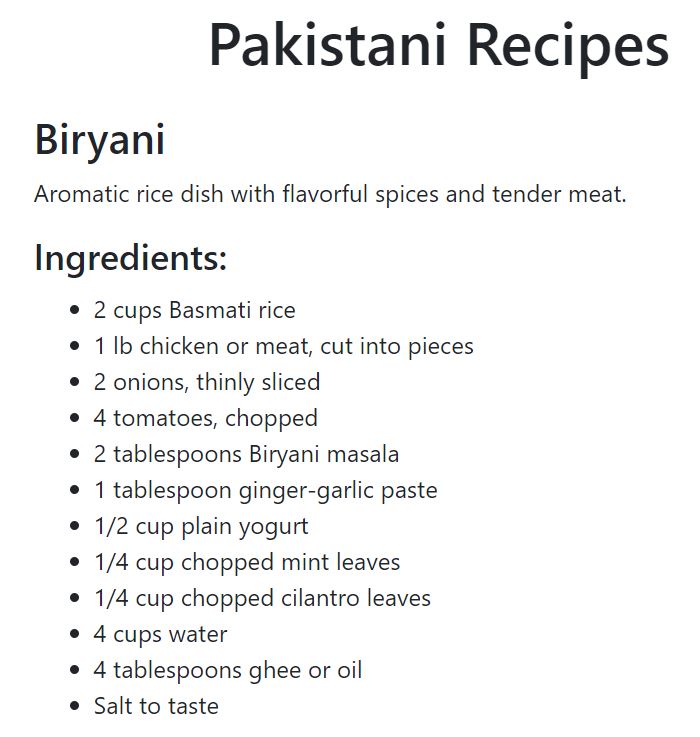 Pakistani Recipes
Biryani
Aromatic rice dish with flavorful spices and tender meat.
Ingredients:
• 2 cups Basmati rice
• 1 lb chicken or meat, cut into pieces
• 2 onions, thinly sliced
• 4 tomatoes, chopped
• 2 tablespoons Biryani masala
• 1 tablespoon ginger-garlic paste
• 1/2 cup plain yogurt
• 1/4 cup chopped mint leaves
• 1/4 cup chopped cilantro leaves
• 4 cups water
• 4 tablespoons ghee or oil
• Salt to taste